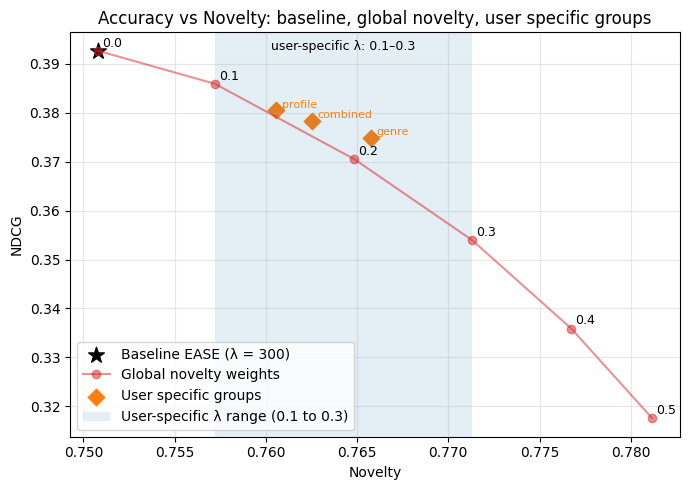 Accuracy vs Novelty: baseline, global novelty, user specific groups
NDCG
0.39
0.38
0.37
0.36
0.35
0.34
0.33
0.32
0.0
0.1
user-specific λ: 0.1–0.3
profile
combined
genre
0.2
0.3
0.4
0.5
Baseline EASE (λ = 300)
Global novelty weights
User specific groups
User-specific λ range (0.1 to 0.3)
0.750
0.755
0.760
0.765
0.770
0.775
0.780
Novelty